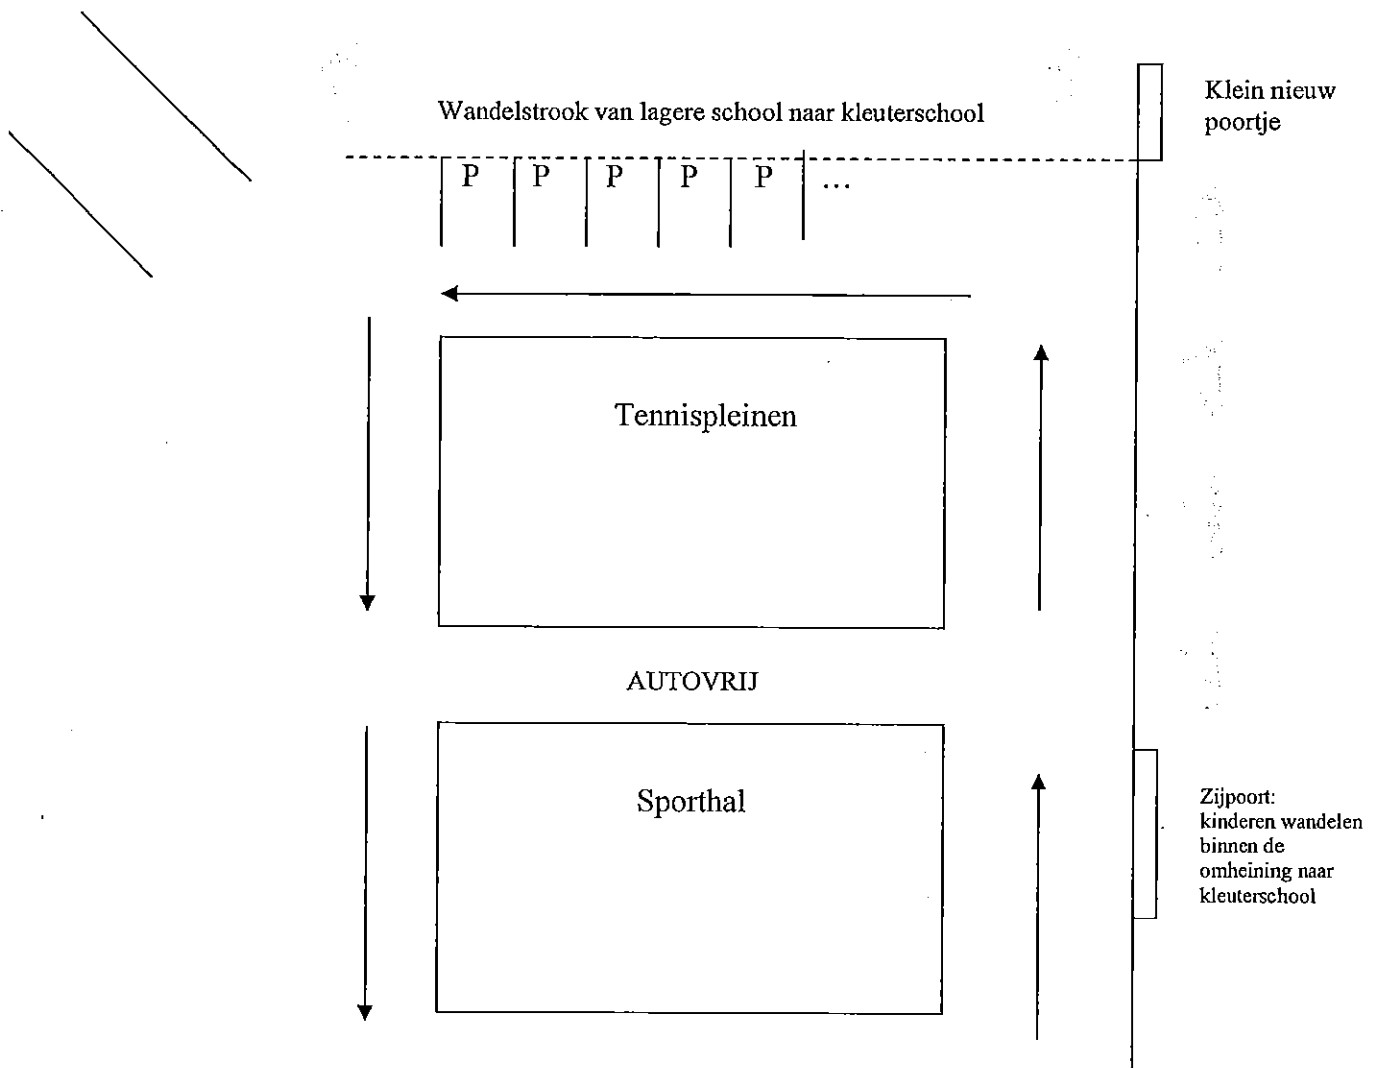 Klein nieuw
poortje
Wandelstrook van lagere school naar kleuterschool
P P P P P ...
Tennispleinen
AUTOVRIJ
Sporthal
Zijpoort:
kinderen wandelen
binnen de
omheining naar
kleuterschool